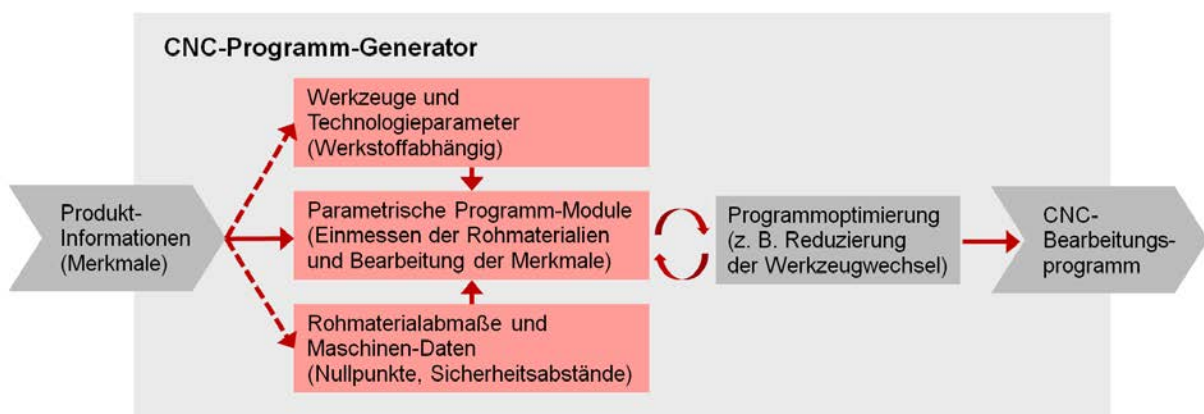 CNC-Programm-Generator
Produkt-
Informationen
(Merkmale)
Werkzeuge und
Technologieparameter
(Werkstoffabhängig)
Parametrische Programm-Module
(Einmessen der Rohmaterialien
und Bearbeitung der Merkmale)
Rohmaterialabmaße und
Maschinen-Daten
(Nullpunkte, Sicherheitsabstände)
Programmoptimierung
(z. B. Reduzierung
der Werkzeugwechsel)
CNC-
Bearbeitungs-
programm